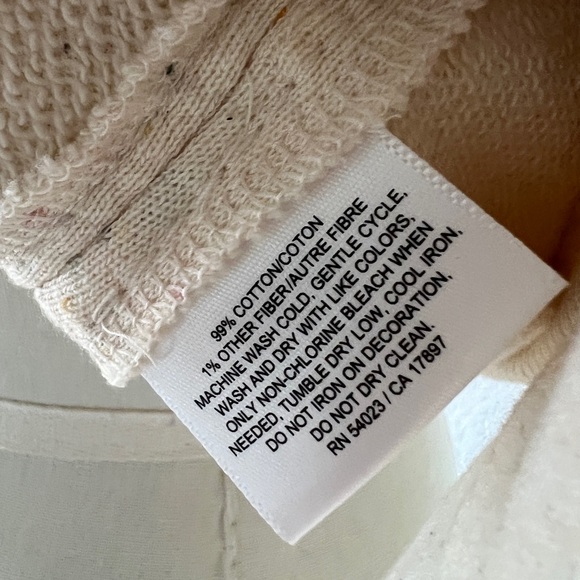 99% COTTON/COTON
1% OTHER FIBER/AUTRE FIBRE
MACHINE WASH COLD, GENTLE CYCLE,
WASH AND DRY WITH LIKE COLORS,
ONLY NON-CHLORINE BLEACH WHEN
NEEDED, TUMBLE DRY LOW, COOL IRON,
DO NOT IRON ON DECORATION,
DO NOT DRY CLEAN.
RN 54023 / CA 17897